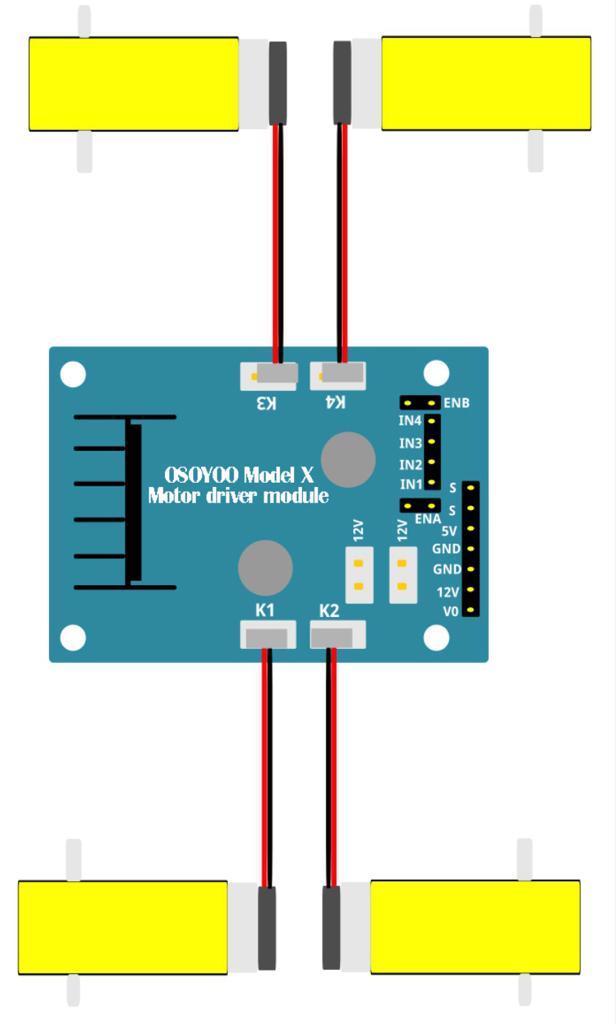 K3
K4
ENB
IN4
IN3
IN2
IN1
OSOYOO Model X
Motor driver module
S
S
ENA
5V
12V
12V
GND
GND
12V
V0
K1
K2